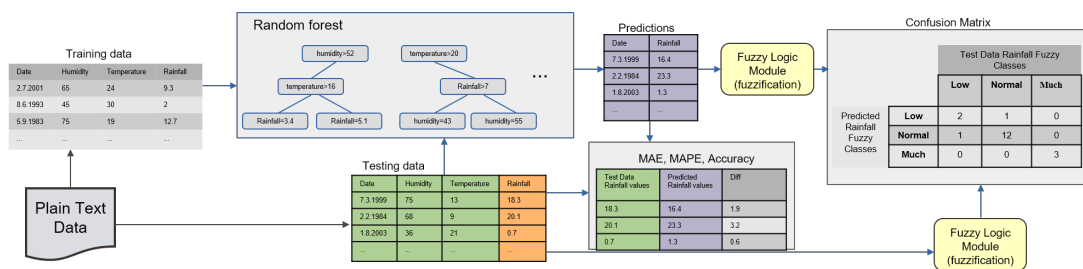 Training data
Date Humidity Temperature Rainfall
2.7.2001 65 24 9.3
8.6.1993 45 30 2
5.9.1983 75 19 12.7
... ... ... ...
Plain Text
Data
Random forest
humidity>52
temperature>16
Rainfall=3.4 Rainfall=5.1
temperature>20
Rainfall>7
humidity=43 humidity=55
...
Testing data
Date Humidity Temperature Rainfall
7.3.1999 75 13 18.3
2.2.1984 68 9 20.1
1.8.2003 36 21 0.7
... ... ... ...
Predictions
Date Rainfall
7.3.1999 16.4
2.2.1984 23.3
1.8.2003 1.3
... ...
MAE, MAPE, Accuracy
Test Data
Rainfall values
Predicted
Rainfall values
Diff
18.3 16.4 1.9
20.1 23.3 3.2
0.7 1.3 0.6
Fuzzy Logic
Module
(fuzzification)
Confusion Matrix
Test Data Rainfall Fuzzy
Classes
Low Normal Much
Predicted
Rainfall
Fuzzy
Classes
Low 2 1 0
Normal 1 12 0
Much 0 0 3
Fuzzy Logic
Module
(fuzzification)